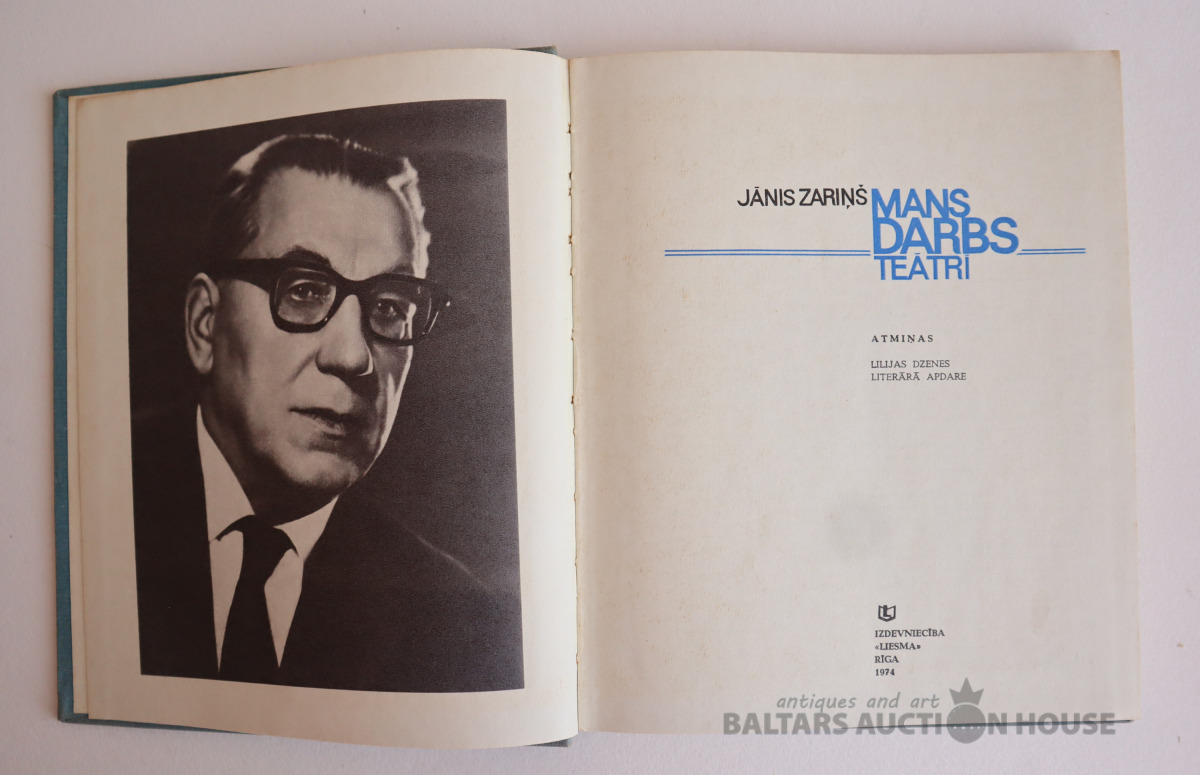 JĀNIS ZARIŅŠ
MANS
DARBS
TEĀTRĪ
ATMIŅAS
LILIJAS DZENES
LITERĀRĀ APDARE
IZDEVNIECĪBA
«LIESMA»
RĪGA
1974
antiques and art
BALTARS AUCTION HOUSE